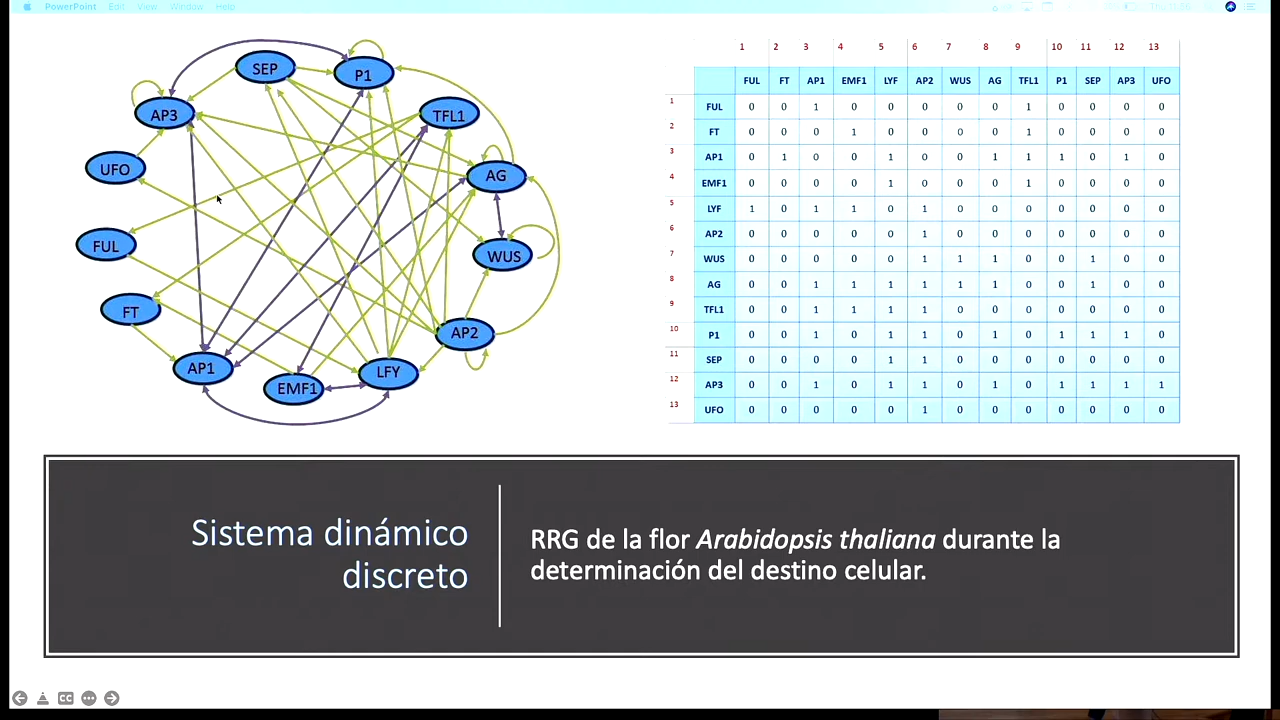 PowerPoint Edit View Window Help
SEP
P1
AP3
TFL1
UFO
AG
FUL
WUS
FT
AP2
AP1
EMF1
LFY
1 2 3 4 5 6 7 8 9 10 11 12 13
FUL FT AP1 EMF1 LYF AP2 WUS AG TFL1 P1 SEP AP3 UFO
1 FUL 0 0 1 0 0 0 0 0 1 0 0 0 0
2 FT 0 0 0 1 0 0 0 0 1 0 0 0 0
3 AP1 0 1 0 0 1 0 0 1 1 1 0 1 0
4 EMF1 0 0 0 0 1 0 0 0 1 0 0 0 0
5 LYF 1 0 1 1 0 1 0 0 0 0 0 0 0
6 AP2 0 0 0 0 0 1 0 0 0 0 0 0 0
7 WUS 0 0 0 0 0 1 1 1 0 0 1 0 0
8 AG 0 0 1 1 1 1 1 1 0 0 1 0 0
9 TFL1 0 0 1 1 1 1 0 0 0 0 0 0 0
10 P1 0 0 1 0 1 1 0 1 0 1 1 1 0
11 SEP 0 0 0 0 1 1 0 0 0 0 0 0 0
12 AP3 0 0 1 0 1 1 0 1 0 1 1 1 1
13 UFO 0 0 0 0 0 1 0 0 0 0 0 0 0
Sistema dinámico
discreto
RRG de la flor Arabidopsis thaliana durante la
determinación del destino celular.
CC